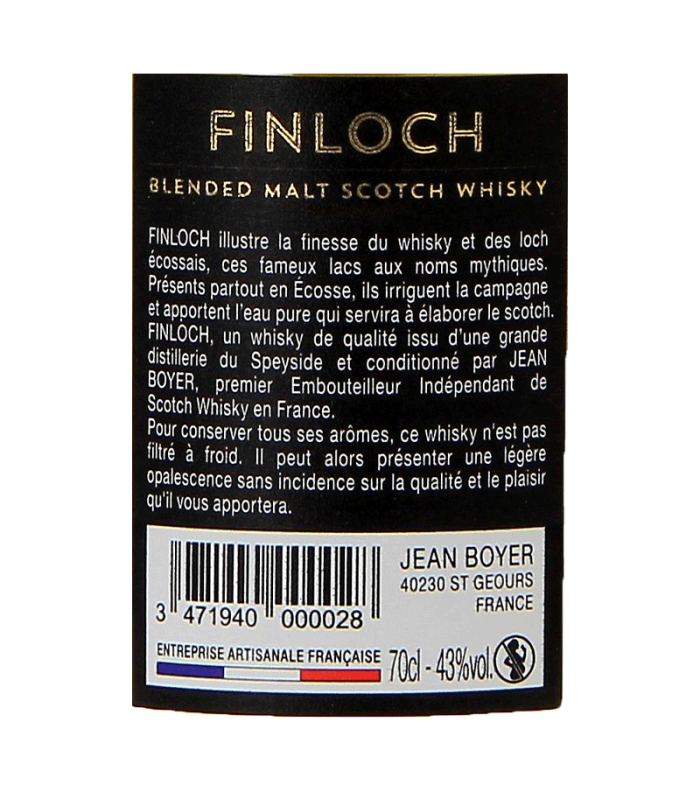 FINLOCH
BLENDED MALT SCOTCH WHISKY
FINLOCH illustre la finesse du whisky et des loch
écossais, ces fameux lacs aux noms mythiques.
Présents partout en Écosse, ils irriguent la campagne
et apportent l'eau pure qui servira à élaborer le scotch.
FINLOCH, un whisky de qualité issu d'une grande
distillerie du Speyside et conditionné par JEAN
BOYER, premier Embouteilleur Indépendant de
Scotch Whisky en France.
Pour conserver tous ses arômes, ce whisky n'est pas
filtré à froid. Il peut alors présenter une légère
opalescence sans incidence sur la qualité et le plaisir
qu'il vous apportera.
JEAN BOYER
40230 ST GEOURS
FRANCE
3 471940 000028
ENTREPRISE ARTISANALE FRANÇAISE
70cl - 43%vol.